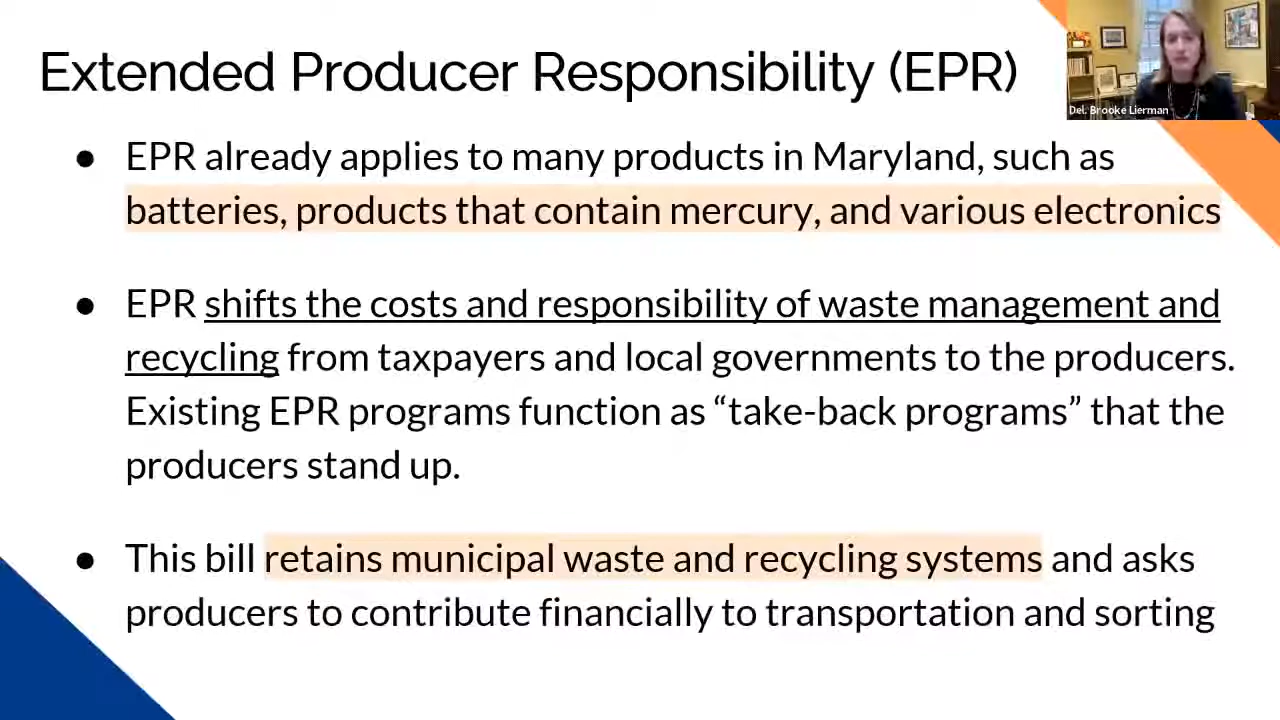 Extended Producer Responsibility (EPR)
Del. Brooke Lierman
● EPR already applies to many products in Maryland, such as
batteries, products that contain mercury, and various electronics
● EPR shifts the costs and responsibility of waste management and
recycling from taxpayers and local governments to the producers.
Existing EPR programs function as “take-back programs” that the
producers stand up.
● This bill retains municipal waste and recycling systems and asks
producers to contribute financially to transportation and sorting